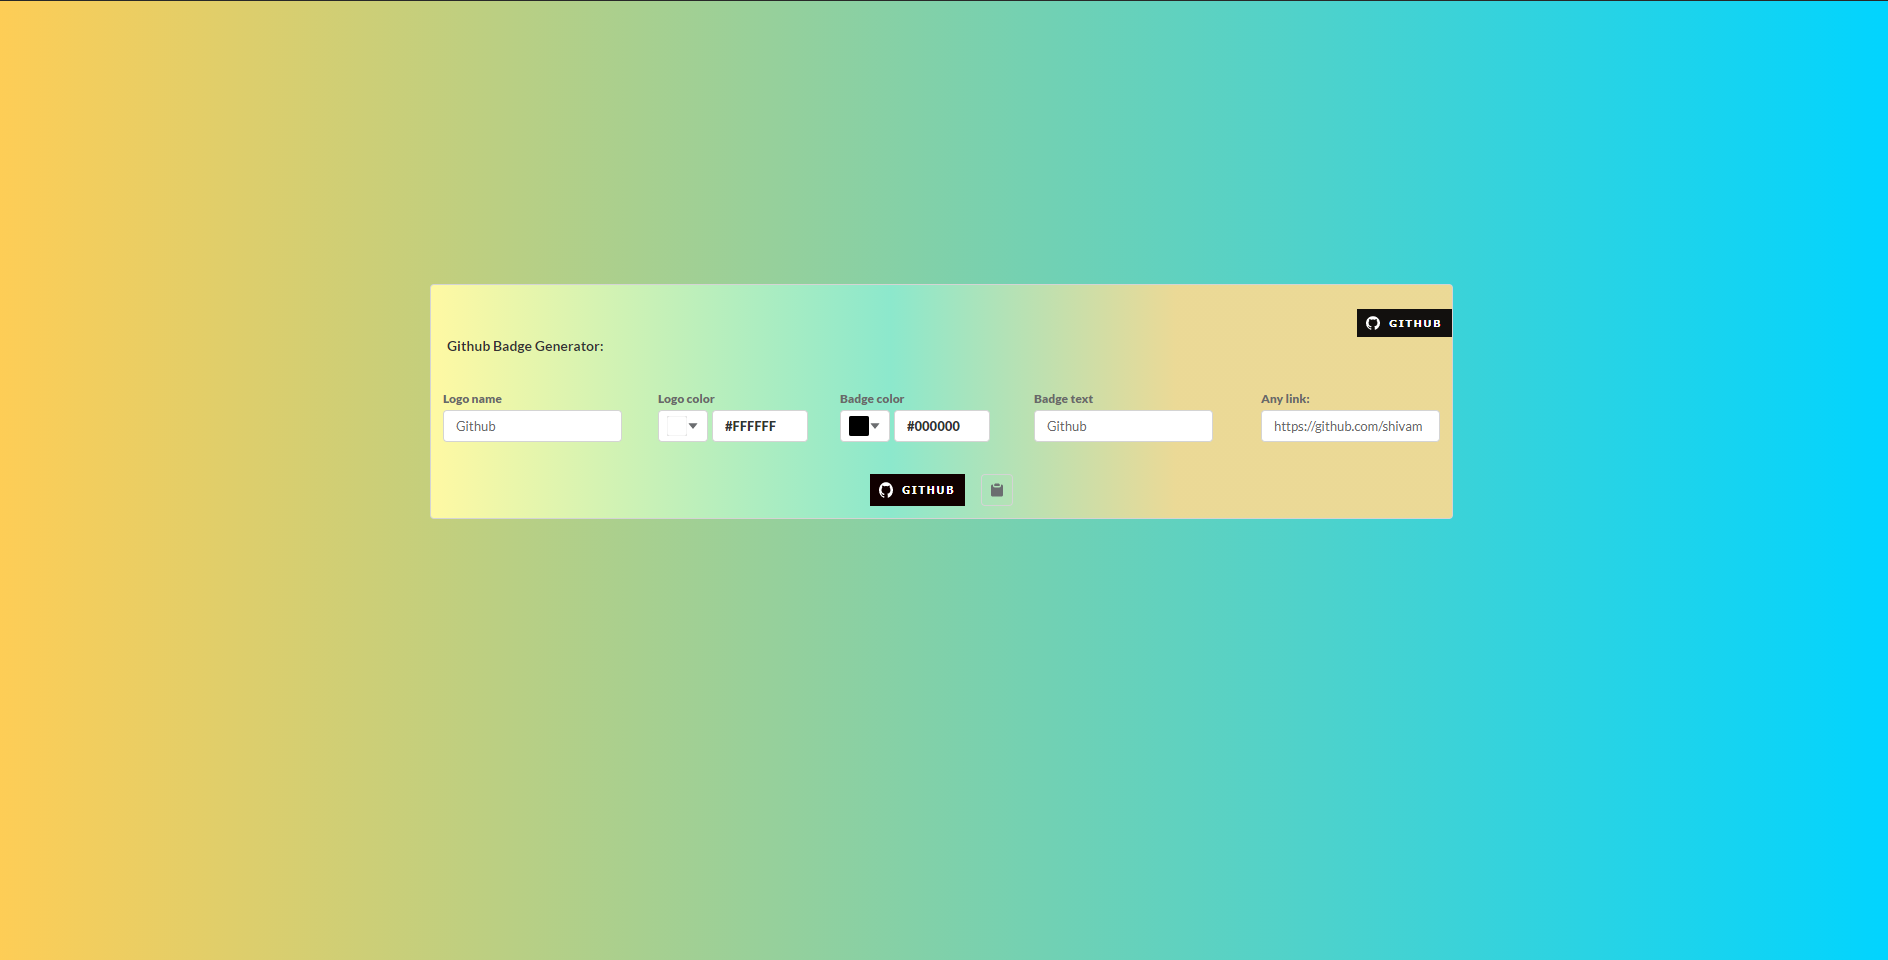 GITHUB
Github Badge Generator:
Logo name
Logo color
Badge color
Badge text
Any link:
Github
#FFFFFF
#000000
Github
https://github.com/shivam
GITHUB